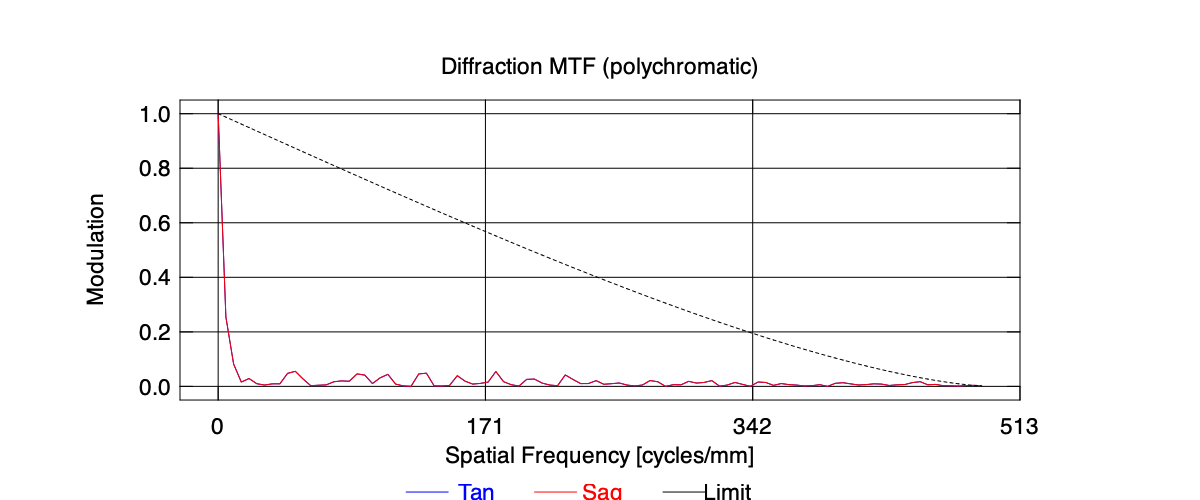 Diffraction MTF (polychromatic)
1.0
0.8
0.6
0.4
0.2
0.0
Modulation
0 171 342 513
Spatial Frequency [cycles/mm]
Tan Sag Limit